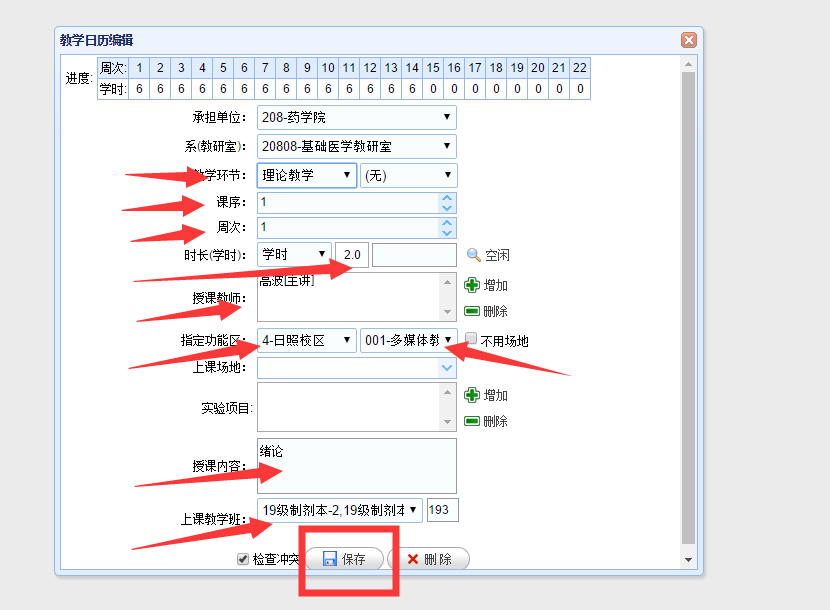 教学日历编辑
进度: 周次: 1 2 3 4 5 6 7 8 9 10 11 12 13 14 15 16 17 18 19 20 21 22
学时: 6 6 6 6 6 6 6 6 6 6 6 6 6 6 0 0 0 0 0 0 0 0
承担单位: 208-药学院
系(教研室): 20808-基础医学教研室
教学环节: 理论教学 (无)
课序: 1
周次: 1
时长(学时): 学时 2.0 空闲
授课教师: 高波[主讲] 增加
删除
指定功能区: 4-日照校区 001-多媒体教 不用场地
上课场地:
实验项目: 增加
删除
授课内容: 绪论
上课教学班: 19级制剂本-2,19级制剂本 193
检查冲突 保存 删除